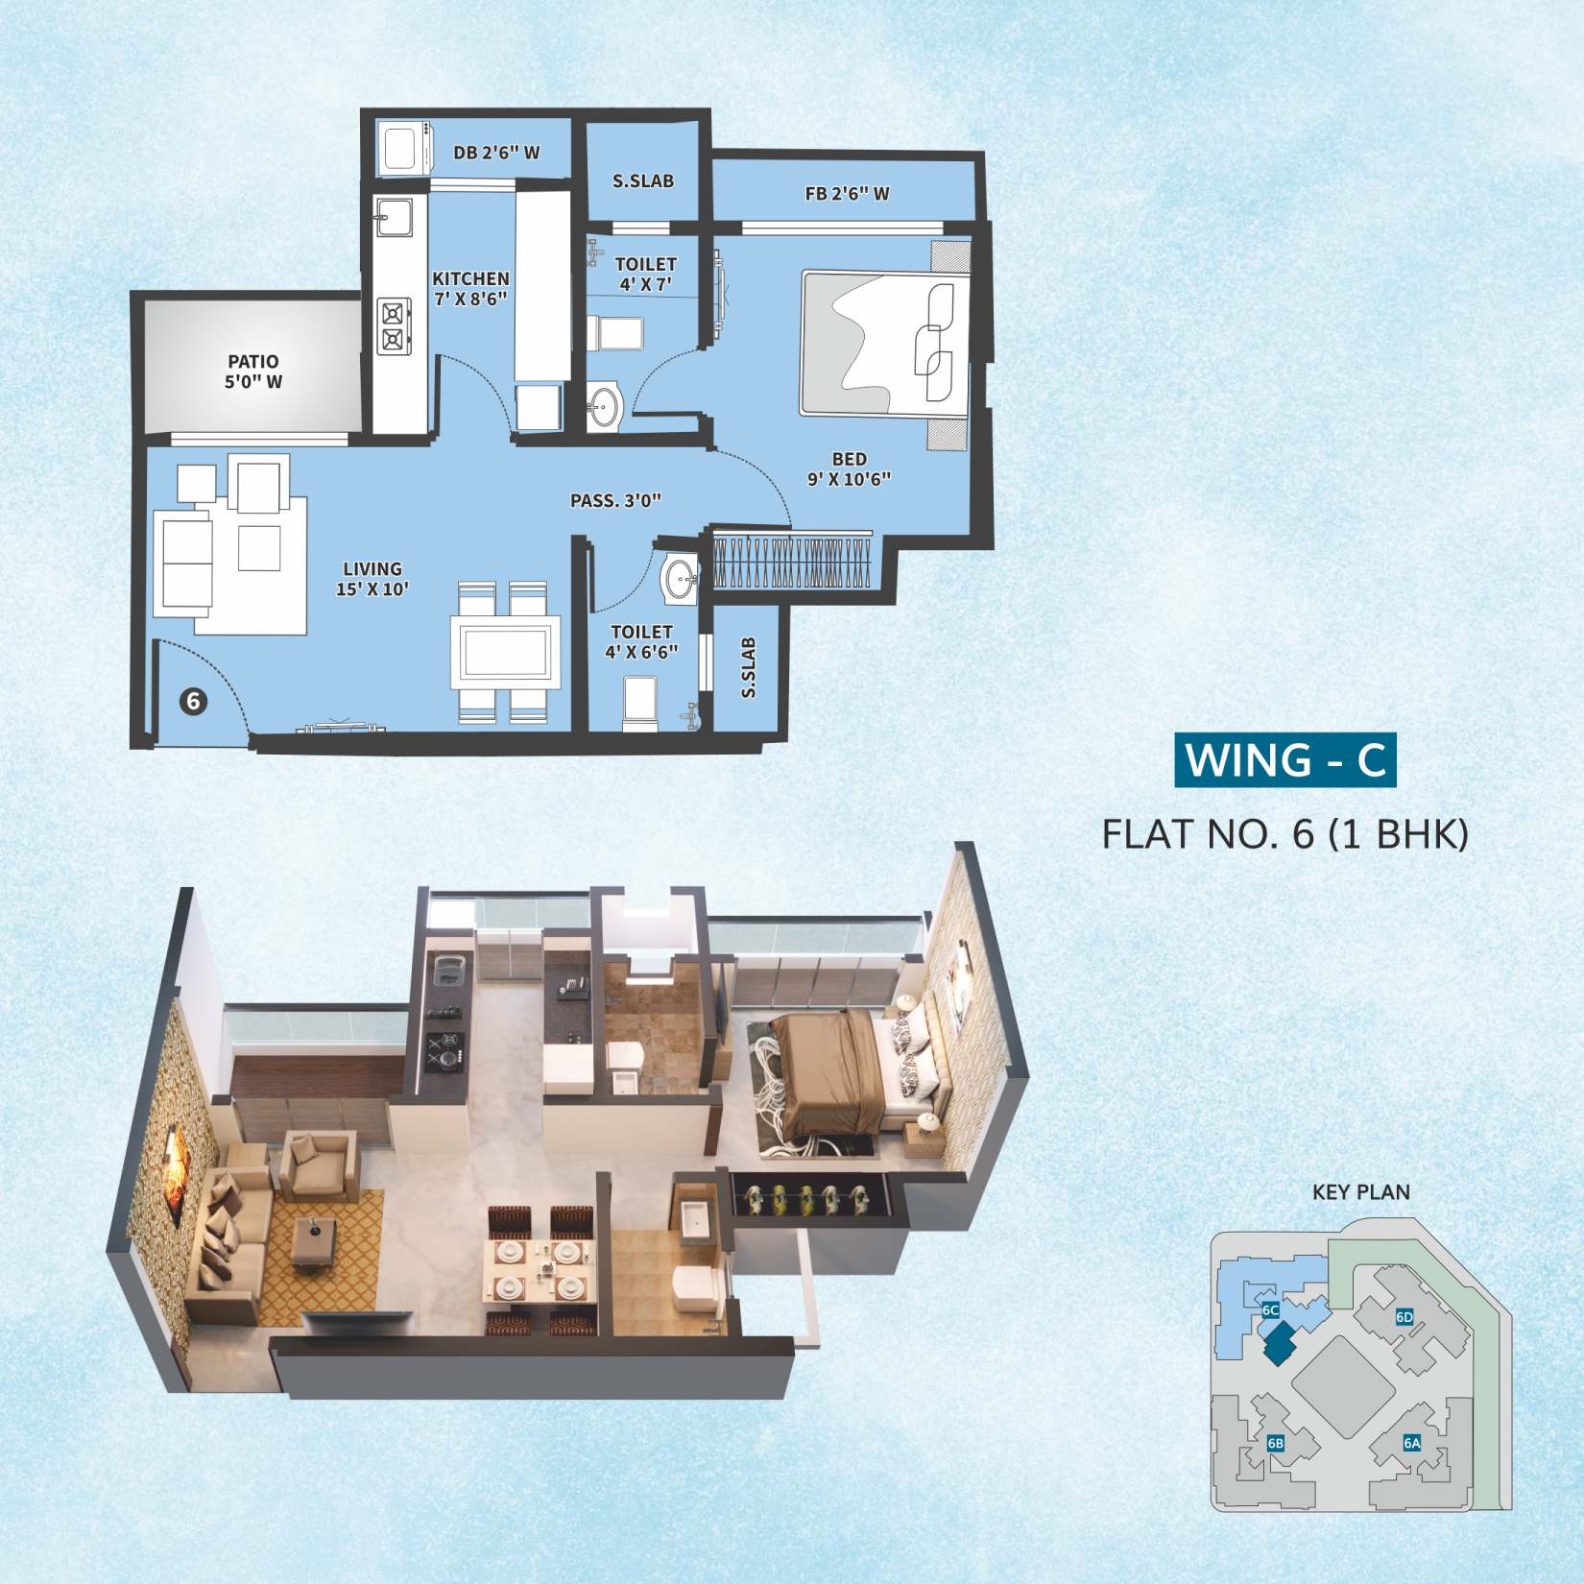 DB 2'6" W
S.SLAB
FB 2'6" W
KITCHEN
7' X 8'6"
TOILET
4' X 7'
PATIO
5'0" W
BED
9' X 10'6"
PASS. 3'0"
LIVING
15' X 10'
TOILET
4' X 6'6"
S.SLAB
6
WING - C
FLAT NO. 6 (1 BHK)
KEY PLAN
6C
6D
6B
6A